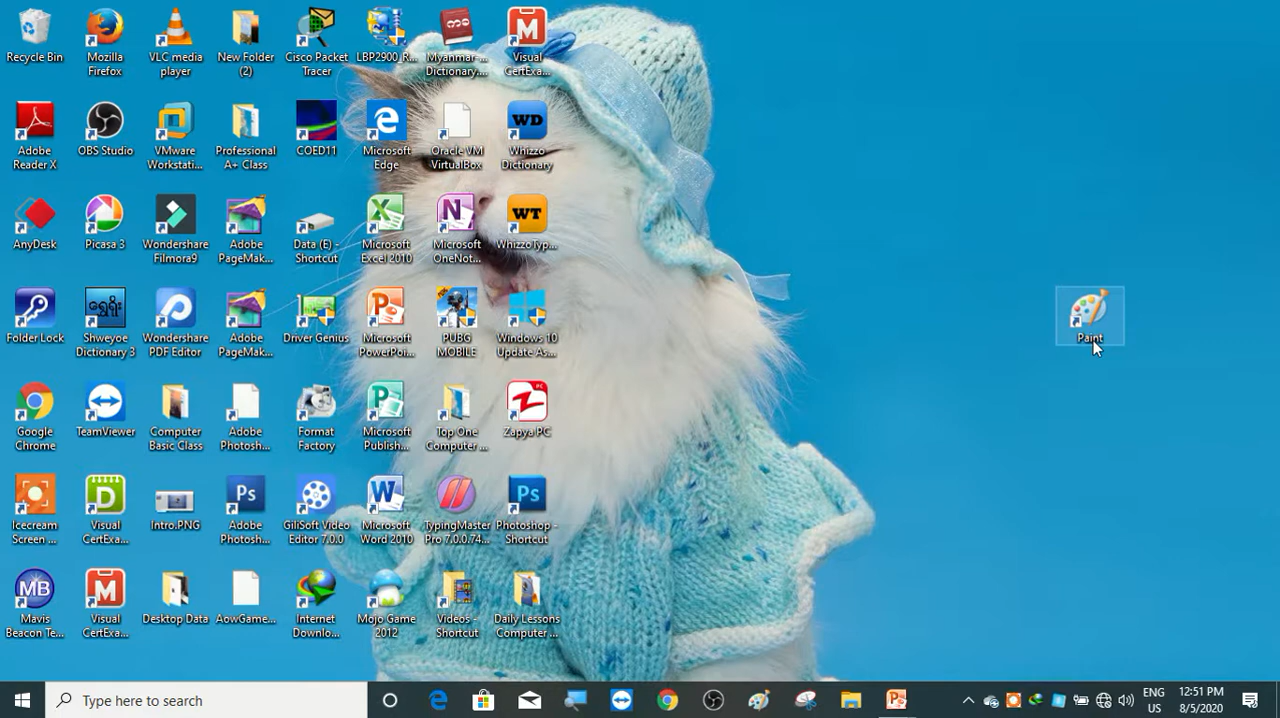 Recycle Bin
Mozilla
Firefox
VLC media
player
New Folder
(2)
Cisco Packet
Tracer
LBP2900_R...
Myanmar-...
Dictionary....
Visual
CertExa...
Adobe
Reader X
OBS Studio
VMware
Workstati...
Professional
A+ Class
COED11
Microsoft
Edge
Oracle VM
VirtualBox
WD
Whizzo
Dictionary
AnyDesk
Picasa 3
Wondershare
Filmora9
Adobe
PageMak...
Data (E) -
Shortcut
Microsoft
Excel 2010
Microsoft
OneNot...
WT
WhizzoTyp...
Folder Lock
Shweyoe
Dictionary 3
Wondershare
PDF Editor
Adobe
PageMak...
Driver Genius
Microsoft
PowerPoi...
PUBG
MOBILE
Windows 10
Update As...
Paint
Google
Chrome
TeamViewer
Computer
Basic Class
Adobe
Photosh...
Format
Factory
Microsoft
Publish...
Top One
Computer ...
Zapya PC
Icecream
Screen ...
Visual
CertExa...
Intro.PNG
Ps
Adobe
Photosh...
GiliSoft Video
Editor 7.0.0
Microsoft
Word 2010
TypingMaster
Pro 7.0.0.74...
Ps
Photoshop -
Shortcut
MB
Mavis
Beacon Te...
Visual
CertExa...
Desktop Data
AowGame...
Internet
Downlo...
Mojo Game
2012
Videos -
Shortcut
Daily Lessons
Computer ...
Type here to search
ENG
US
12:51 PM
8/5/2020